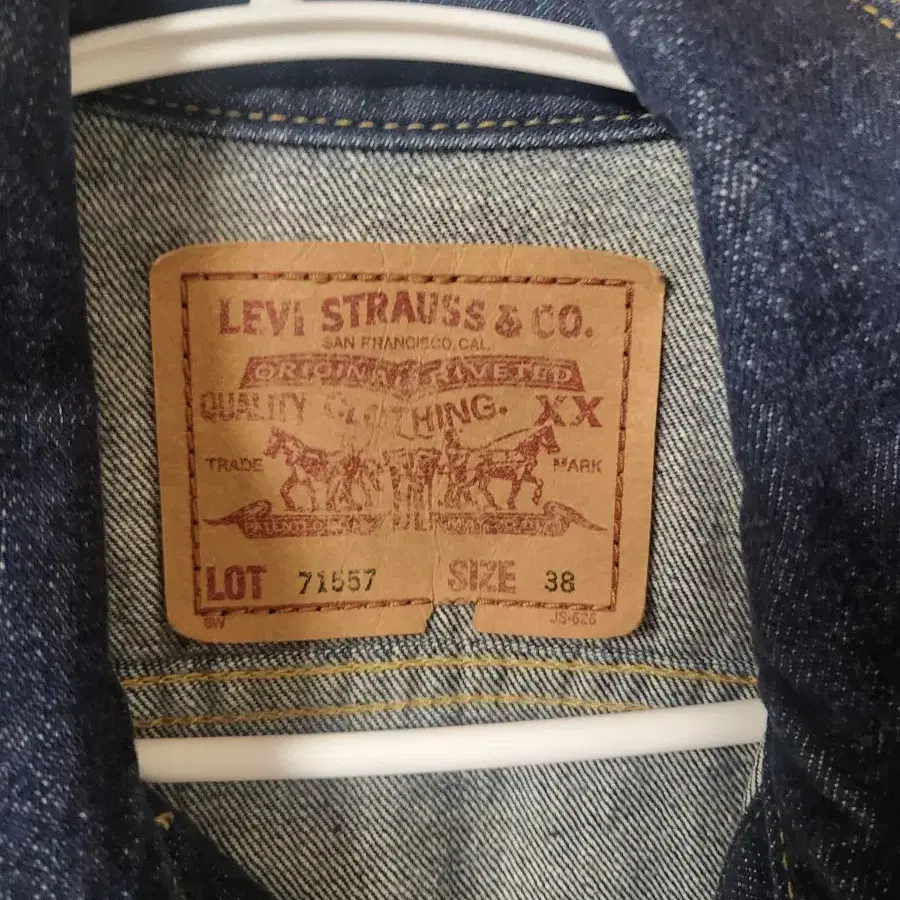 LEVI STRAUSS & CO.
SAN FRANCISCO, CAL.
ORIGINAL RIVETED
QUALITY CLOTHING. XX
TRADE MARK
LOT 71557 SIZE 38
SW JS-626